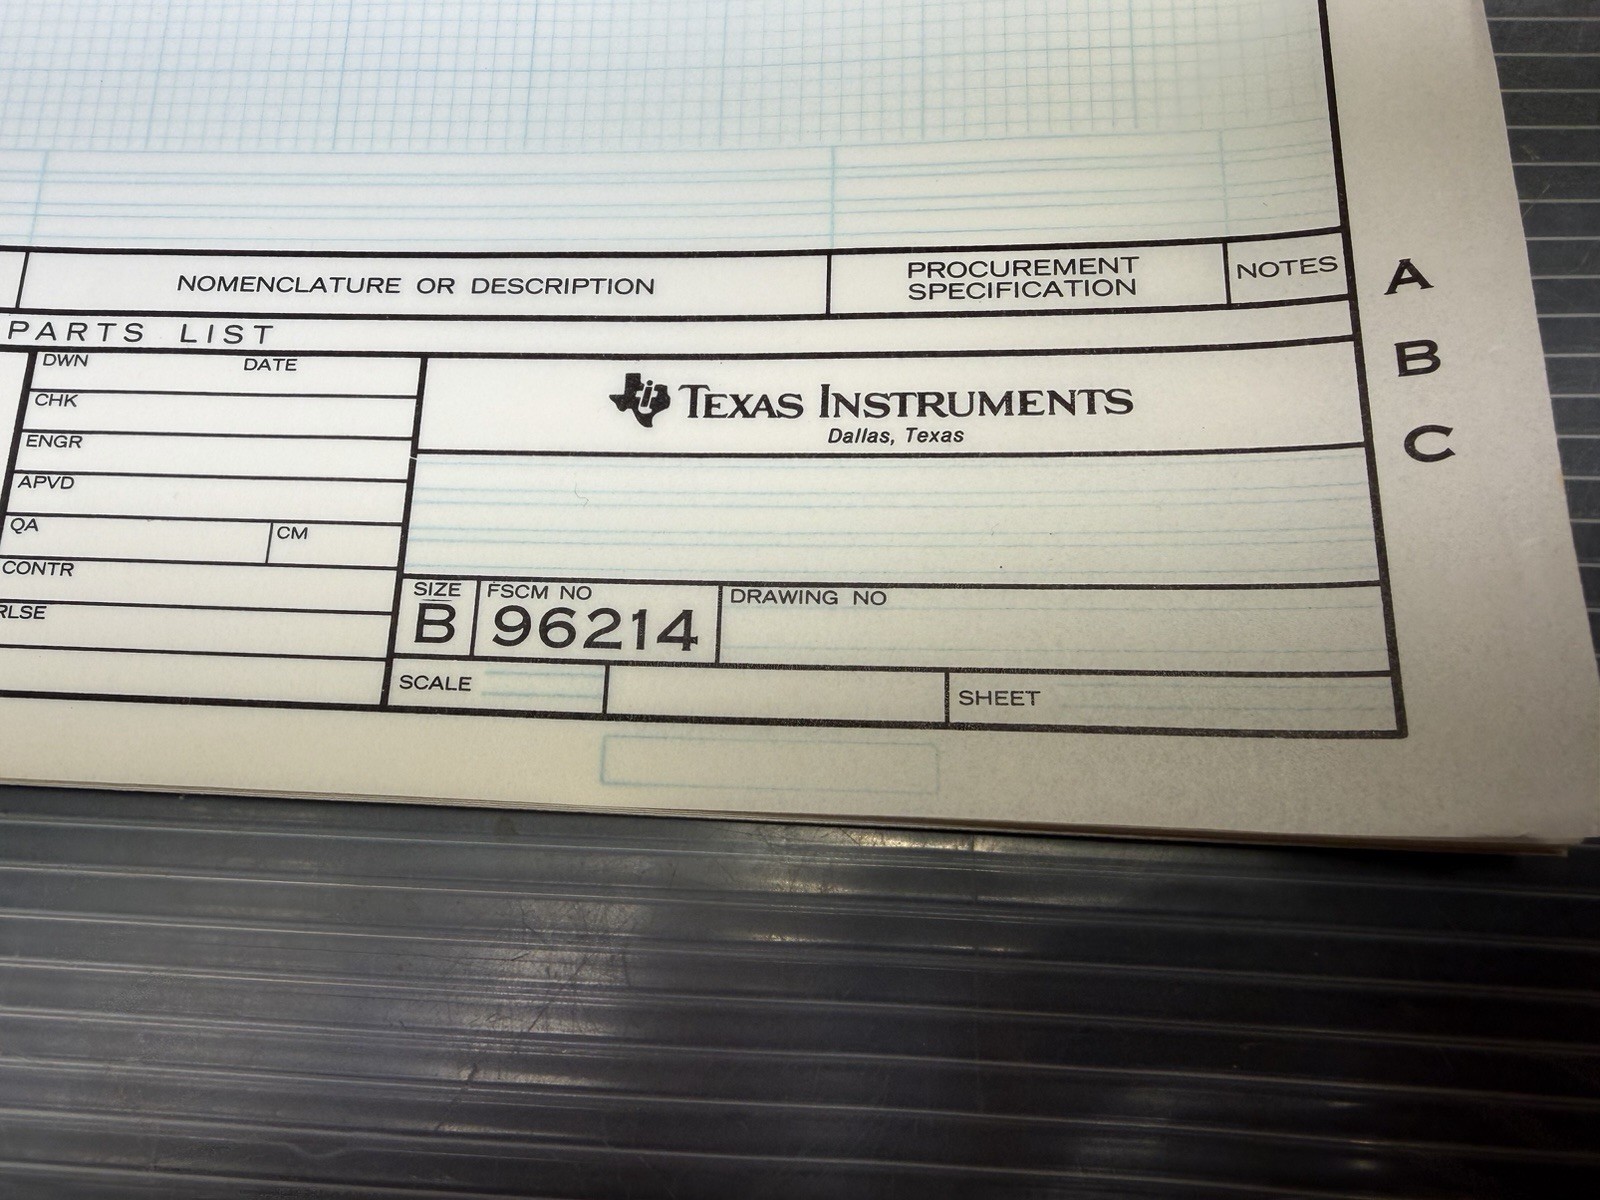 NOMENCLATURE OR DESCRIPTION
PROCUREMENT
SPECIFICATION
NOTES
A
PARTS LIST
B
DWN DATE
CHK
ENGR
APVD
QA CM
CONTR
RLSE
TEXAS INSTRUMENTS
Dallas, Texas
C
SIZE
B
FSCM NO
96214
DRAWING NO
SCALE
SHEET